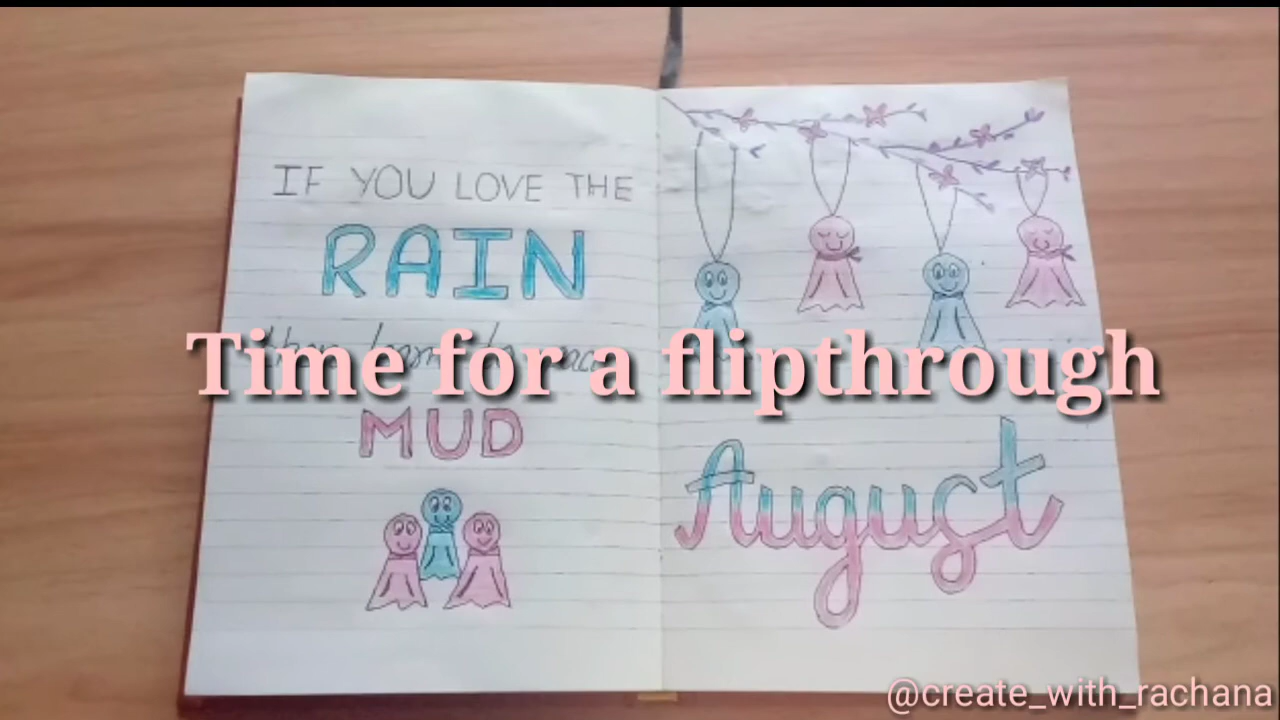 IF YOU LOVE THE
RAIN
Time for a flipthrough
MUD
August
@create_with_rachana